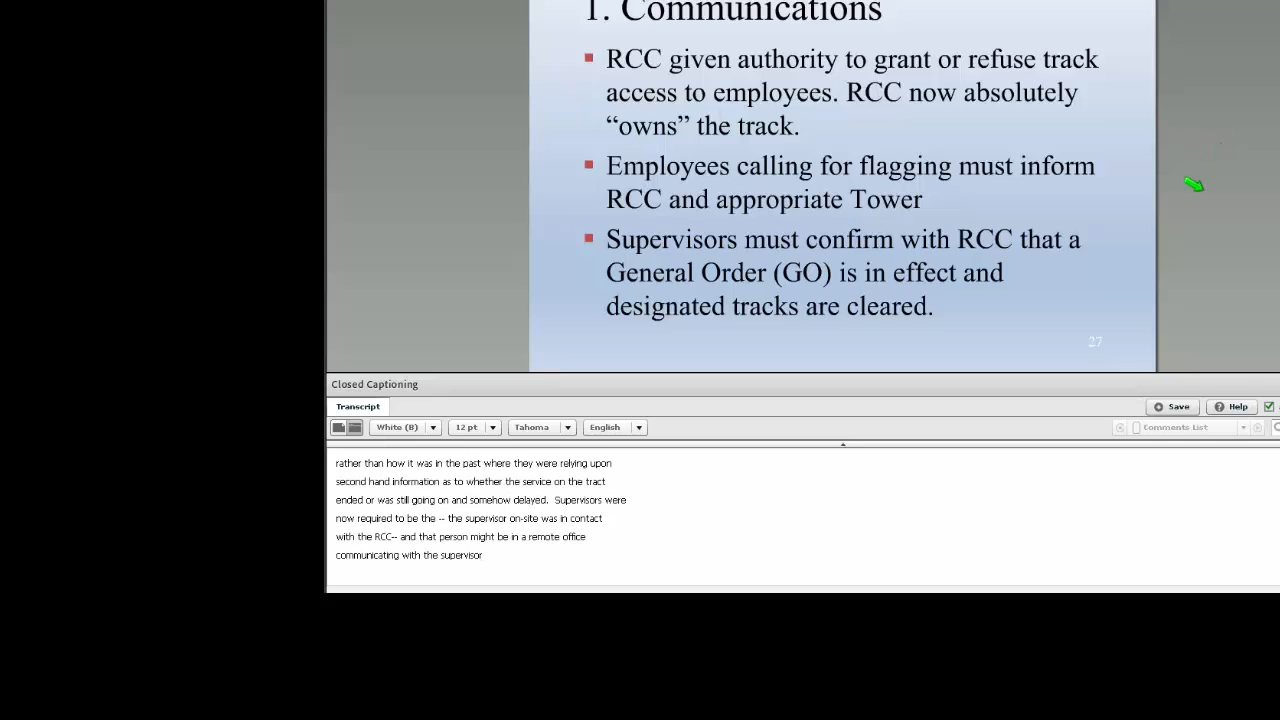 1. Communications
RCC given authority to grant or refuse track
access to employees. RCC now absolutely
“owns” the track.
Employees calling for flagging must inform
RCC and appropriate Tower
Supervisors must confirm with RCC that a
General Order (GO) is in effect and
designated tracks are cleared.
27
Closed Captioning
Transcript
Save
Help
White (B)
12 pt
Tahoma
English
Comments List
rather than how it was in the past where they were relying upon
second hand information as to whether the service on the tract
ended or was still going on and somehow delayed.  Supervisors were
now required to be the -- the supervisor on-site was in contact
with the RCC-- and that person might be in a remote office
communicating with the supervisor